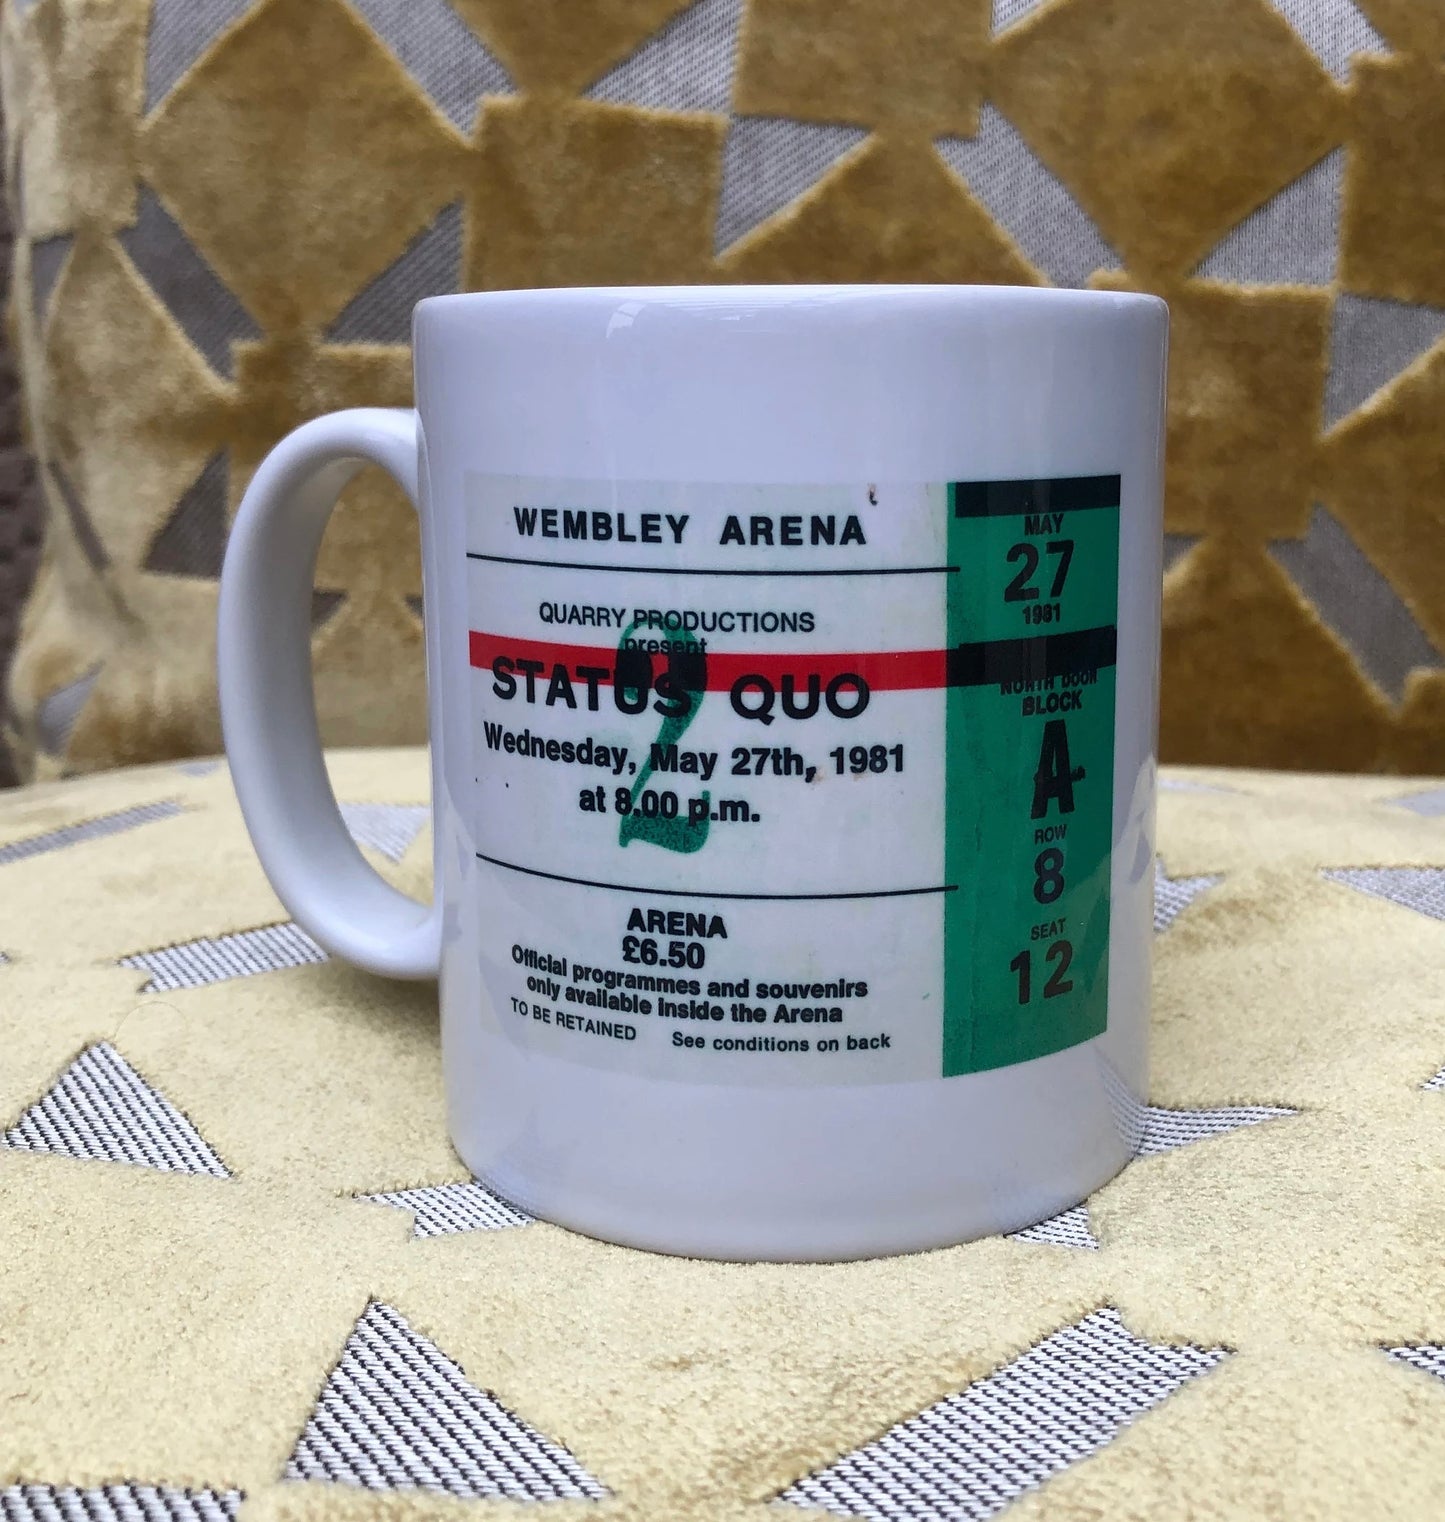 WEMBLEY ARENA
QUARRY PRODUCTIONS
present
STATUS QUO
Wednesday, May 27th, 1981
at 8.00 p.m.
2
ARENA
£6.50
Official programmes and souvenirs
only available inside the Arena
TO BE RETAINED See conditions on back
MAY
27
1981
NORTH DOOR
BLOCK
A
ROW
8
SEAT
12